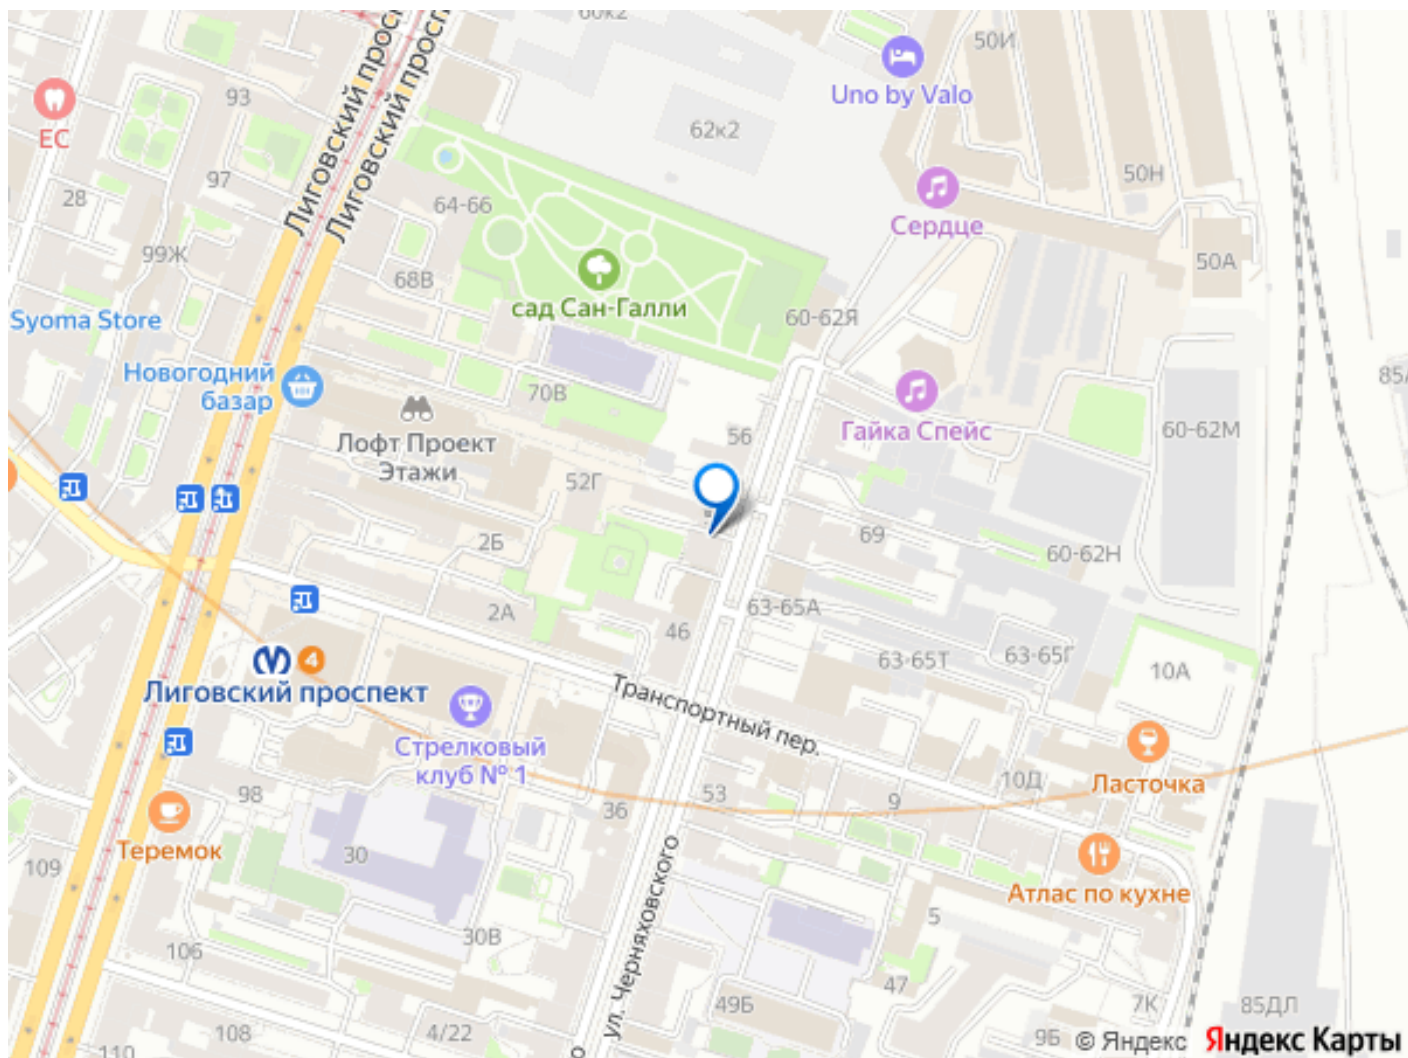 60к2
50И
Лиговский просп
Лиговский просп
Uno by Valo
93
ЕС
62к2
50Н
97
28
64-66
Сердце
99Ж
50А
68В
сад Сан-Галли
Syoma Store
60-62Я
Новогодний
базар
70В
85
Лофт Проект
Этажи
56
Гайка Спейс
60-62М
52Г
2Б
69
60-62Н
2А
63-65А
46
63-65Т
63-65Г
10А
4
Лиговский проспект
Транспортный пер.
Стрелковый
клуб № 1
Ласточка
10Д
98
53
9
36
Теремок
30
109
Атлас по кухне
ул. Черняховского
5
30В
106
47
49Б
7К
85ДЛ
108
4/22
9Б
110
© Яндекс
Яндекс Карты